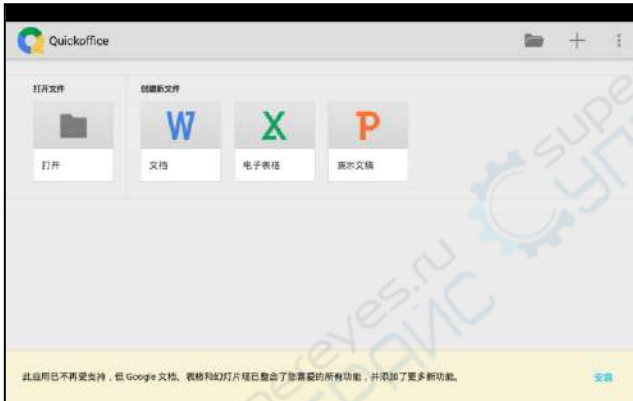 Quickoffice
打开文件 创建新文件
W X P
打开 文档 电子表格 演示文稿
此应用已不再受支持，但 Google 文档、表格和幻灯片现已整合了您喜爱的所有功能，并添加了更多新功能。 安装
supereyes.ru
СУПЕРАЙС